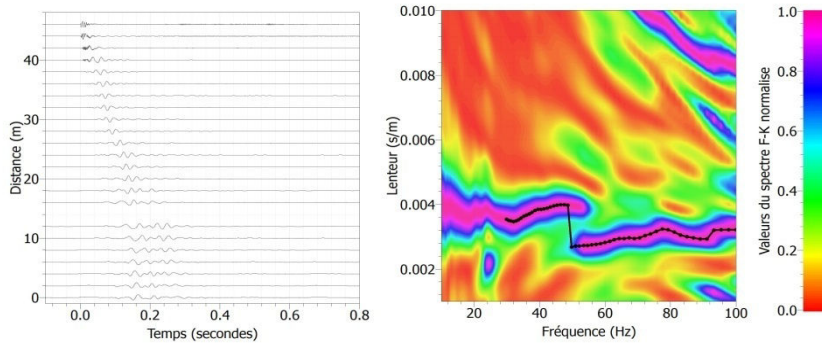 40
30
20
10
0
Distance (m)
0.0 0.2 0.4 0.6 0.8
Temps (secondes)
0.010
0.008
0.006
0.004
0.002
Lenteur (s/m)
20 40 60 80 100
Fréquence (Hz)
1.0
0.8
0.6
0.4
0.2
0.0
Valeurs du spectre F-K normalise